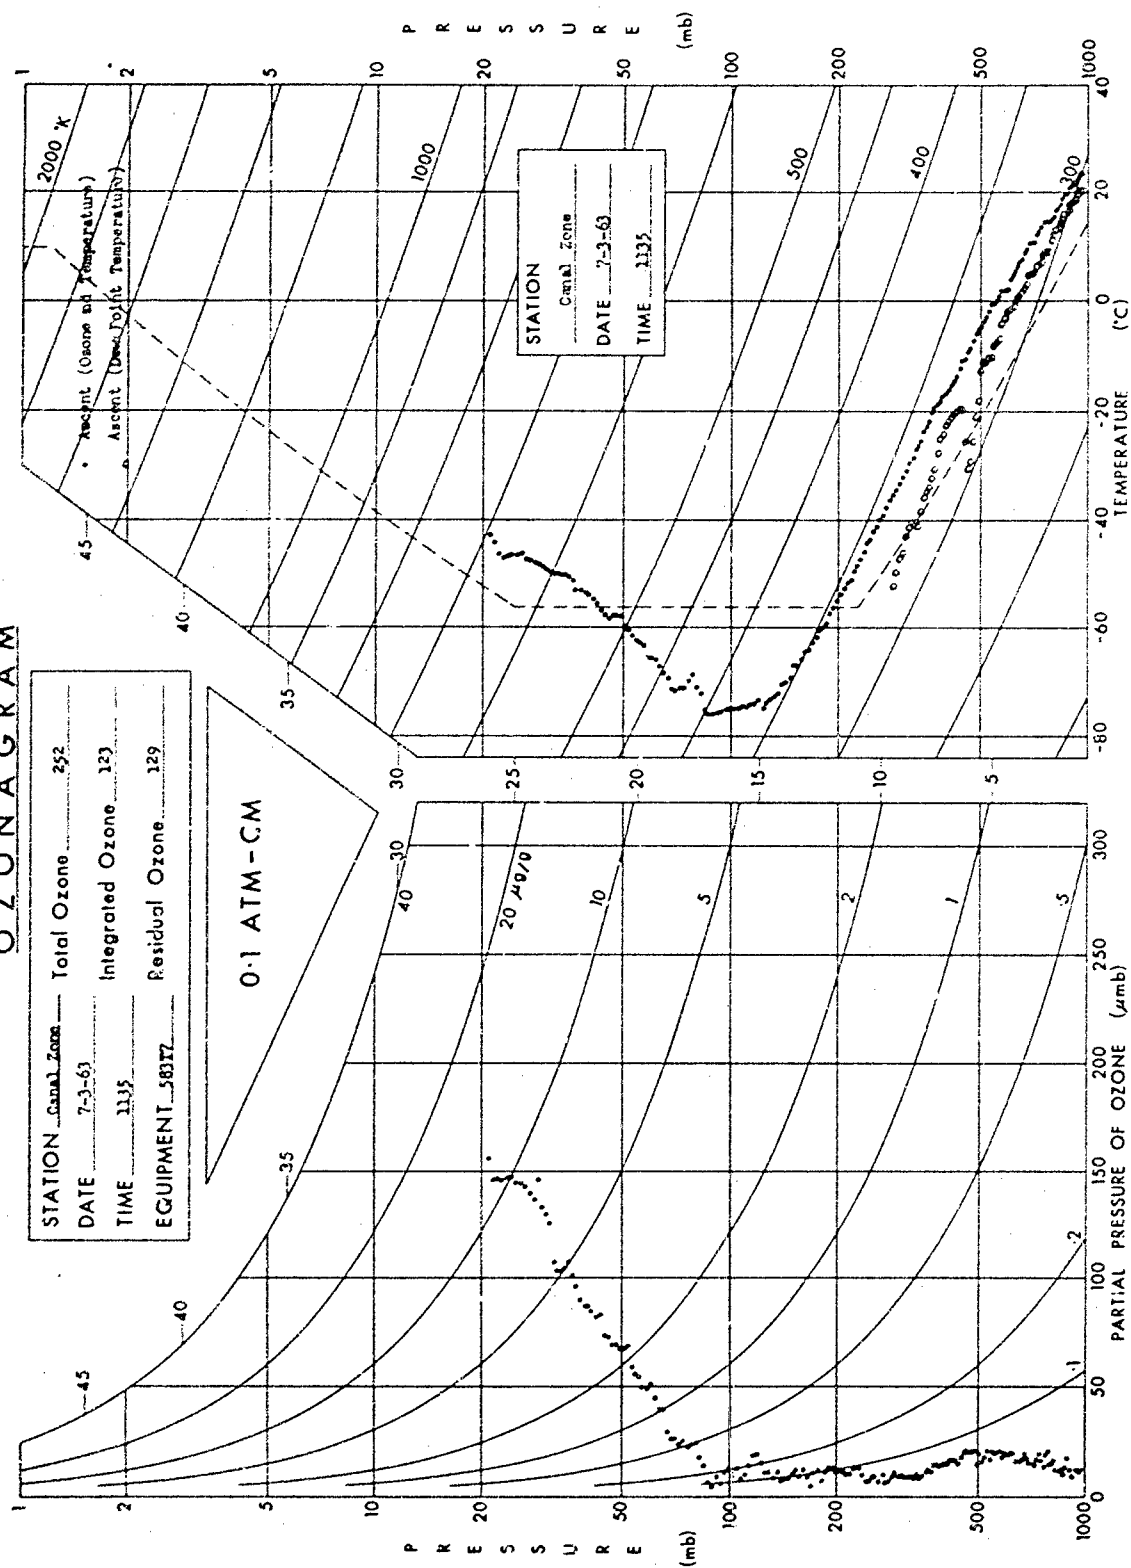 OZONAGRAM
STATION Canal Zone Total Ozone 252
DATE 7-3-63 Integrated Ozone 123
TIME 1135 Residual Ozone 129
EQUIPMENT 58317
0·1 ATM-CM
PRESSURE (mb)
1
2
5
10
20
50
100
200
500
1000
0 50 100 150 200 250 300
PARTIAL PRESSURE OF OZONE (µmb)
45
40
35
30
40
20 µg/g
10
5
2
1
·5
·2
·1
45
40
35
30
25
20
15
10
5
• Ascent (Ozone and Temperature)
Ascent (Dew Point Temperature)
2000 °K
1000
500
400
300
STATION
Canal Zone
DATE 7-3-63
TIME 1135
-80 -60 -40 -20 0 20 40
TEMPERATURE (°C)
PRESSURE (mb)
1
2
5
10
20
50
100
200
500
1000